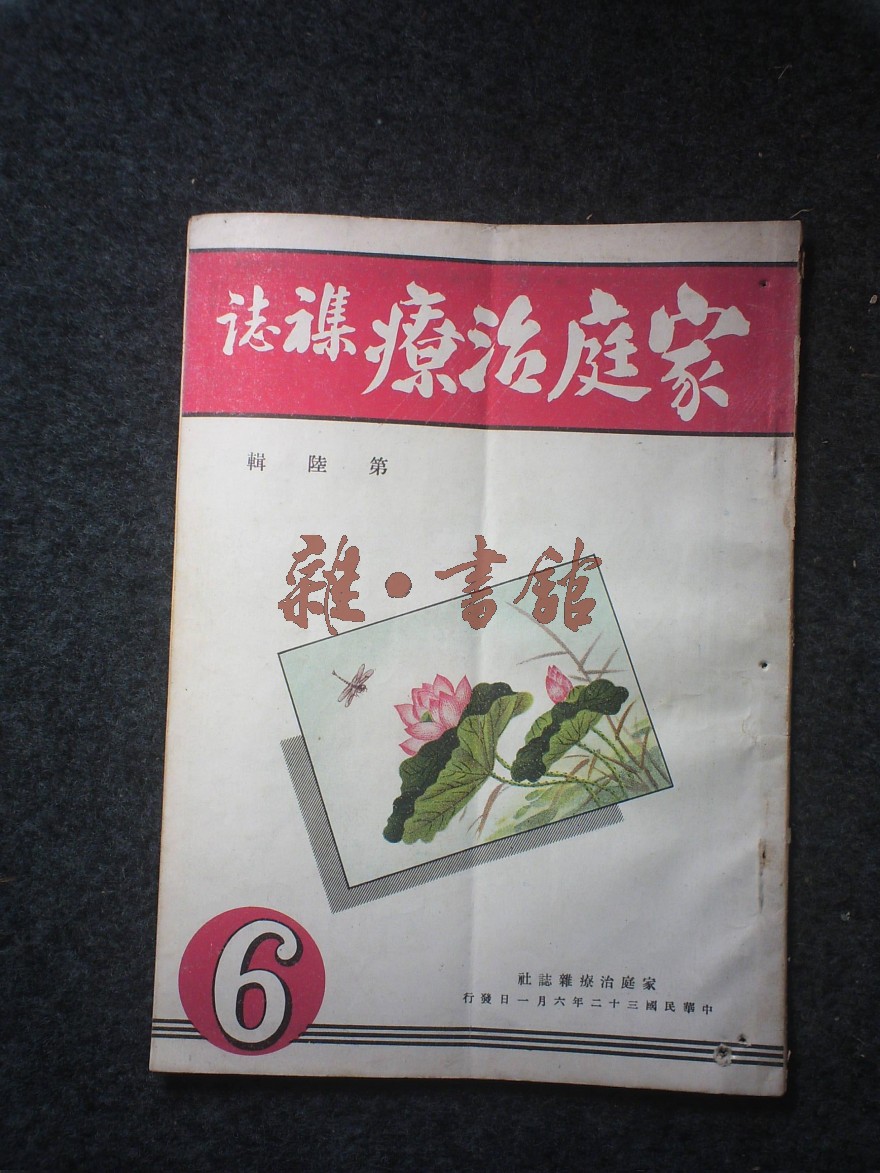 家庭治療襍誌
第陸輯
雜·書館
6
家庭治療雜誌社
中華民國三十二年六月一日發行